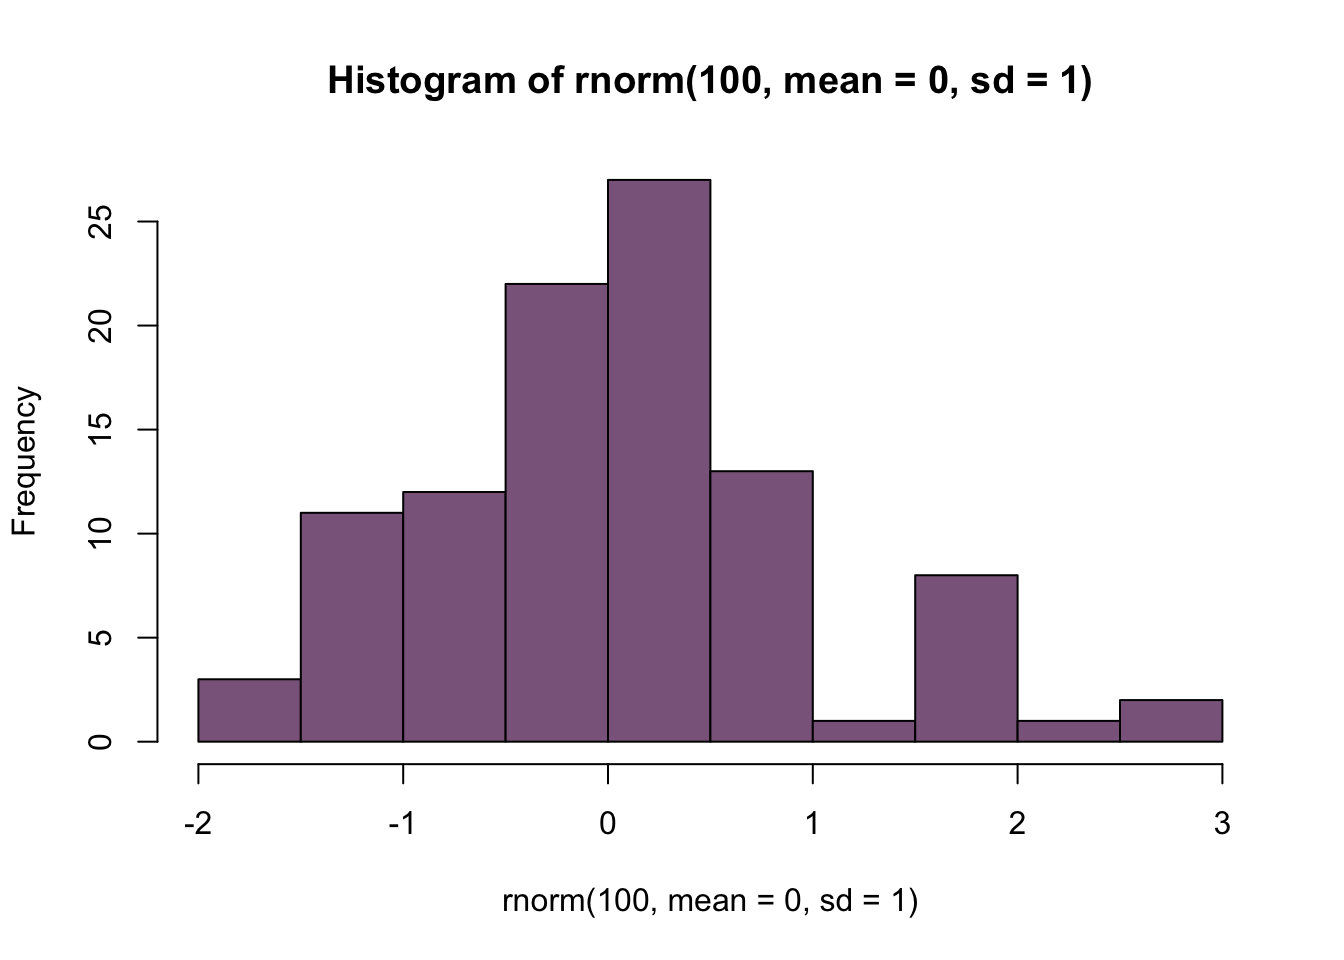 Histogram of rnorm(100, mean = 0, sd = 1)
Frequency
25
20
15
10
5
0
-2 -1 0 1 2 3
rnorm(100, mean = 0, sd = 1)